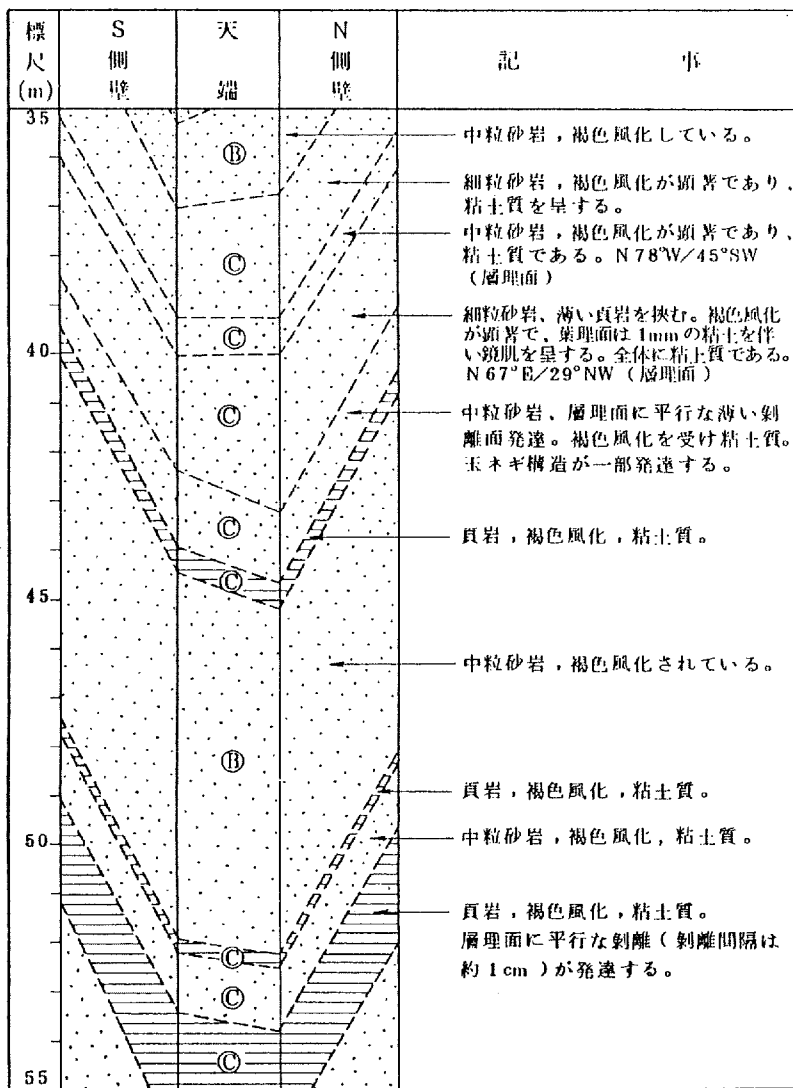 標尺(m)
S側壁
天端
N側壁
記事
35
40
45
50
55
Ⓑ
Ⓒ
Ⓒ
Ⓒ
Ⓒ
Ⓒ
Ⓑ
Ⓒ
Ⓒ
Ⓒ
中粒砂岩，褐色風化している。
細粒砂岩，褐色風化が顕著であり、
粘土質を呈する。
中粒砂岩，褐色風化が顕著であり、
粘土質である。N 78°W/45°SW
（層理面）
細粒砂岩、薄い頁岩を挟む。褐色風化
が顕著で、葉理面は 1mm の粘土を伴
い鏡肌を呈する。全体に粘土質である。
N 67°E/29°NW （層理面）
中粒砂岩、層理面に平行な薄い剝
離面発達。褐色風化を受け粘土質。
玉ネギ構造が一部発達する。
頁岩，褐色風化，粘土質。
中粒砂岩，褐色風化されている。
頁岩，褐色風化，粘土質。
中粒砂岩，褐色風化，粘土質。
頁岩，褐色風化，粘土質。
層理面に平行な剝離（剝離間隔は
約 1 cm ）が発達する。